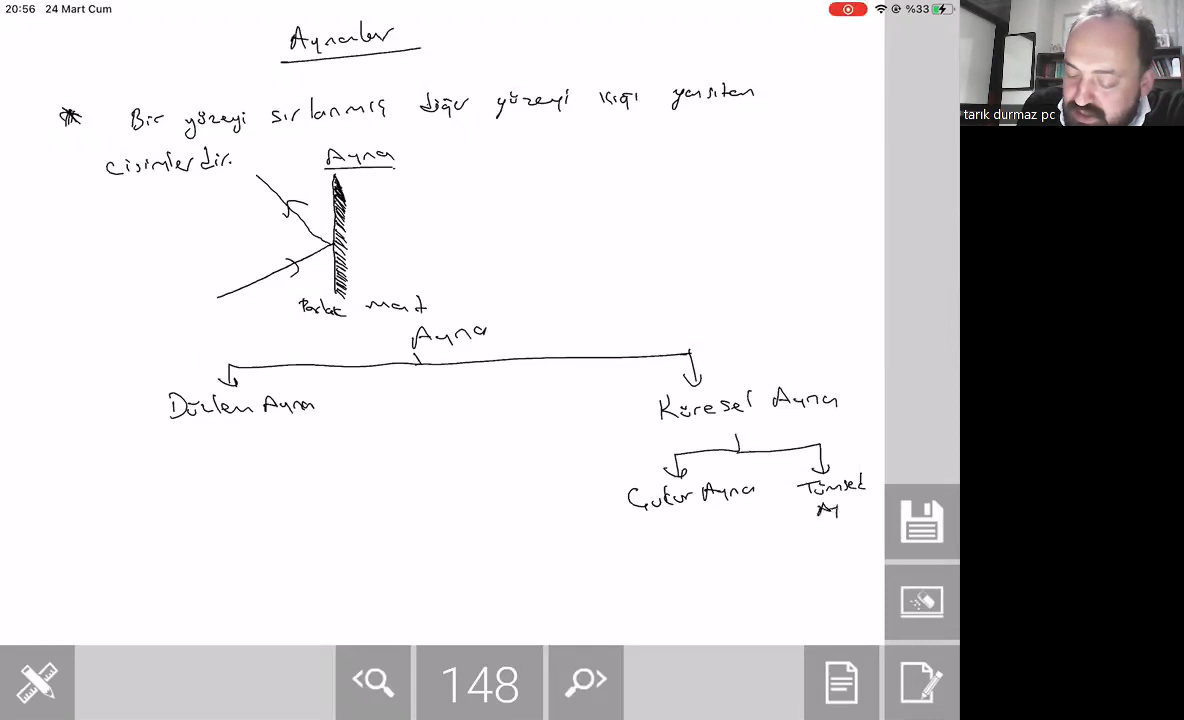 20:56 24 Mart Cum %33
Aynalar
* Bir yüzeyi sırlanmış diğer yüzeyi ışığı yansıtan
cisimlerdir.
Ayna
Parlak mat
Ayna
Düzlem Ayna
Küresel Ayna
Çukur Ayna
Tümsek
Ay
148
tarık durmaz pc